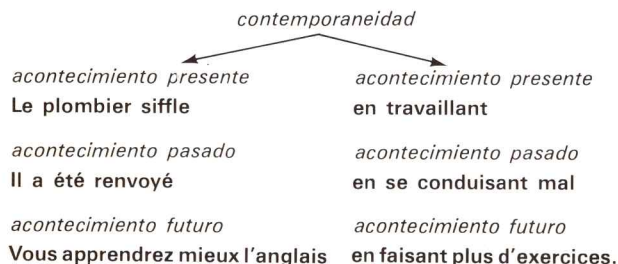 contemporaneidad
acontecimiento presente acontecimiento presente
Le plombier siffle en travaillant
acontecimiento pasado acontecimiento pasado
Il a été renvoyé en se conduisant mal
acontecimiento futuro acontecimiento futuro
Vous apprendrez mieux l'anglais en faisant plus d'exercices.